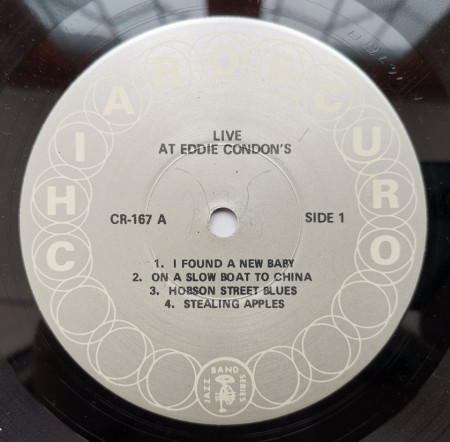 CHIAROSCURO
LIVE
AT EDDIE CONDON'S
CR-167 A
SIDE 1
1. I FOUND A NEW BABY
2. ON A SLOW BOAT TO CHINA
3. HOBSON STREET BLUES
4. STEALING APPLES
JAZZ BAND SERIES